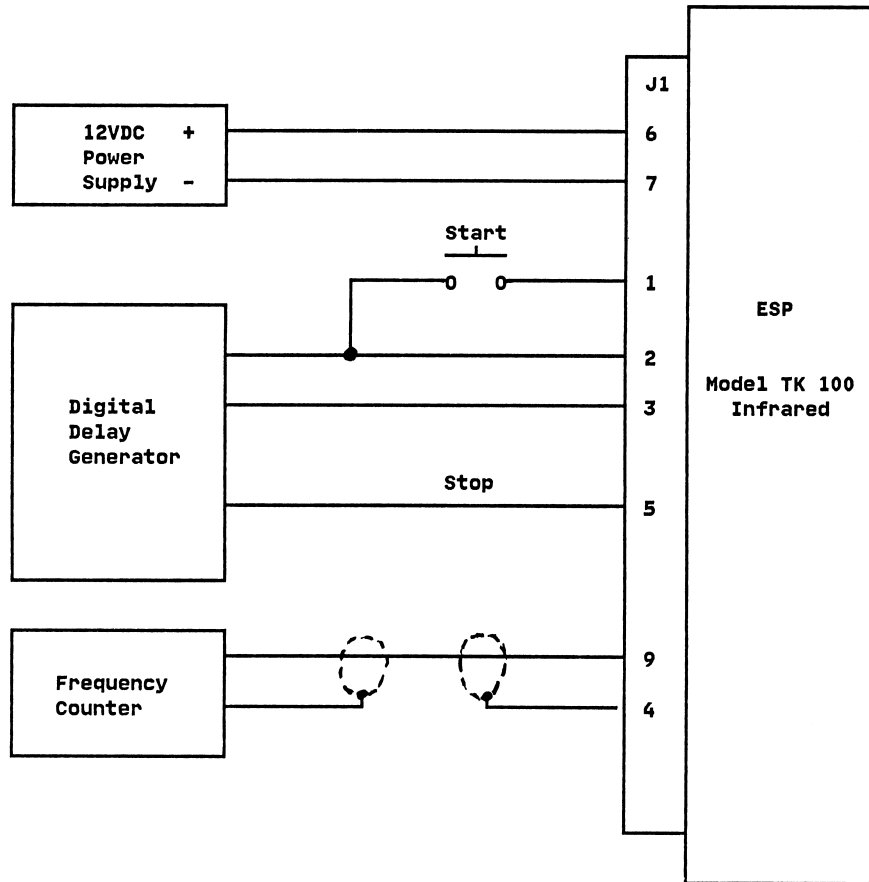 J1
12VDC +
Power
Supply -
6
7
Start
1
2
3
Stop
5
Digital
Delay
Generator
ESP
Model TK 100
Infrared
Frequency
Counter
9
4